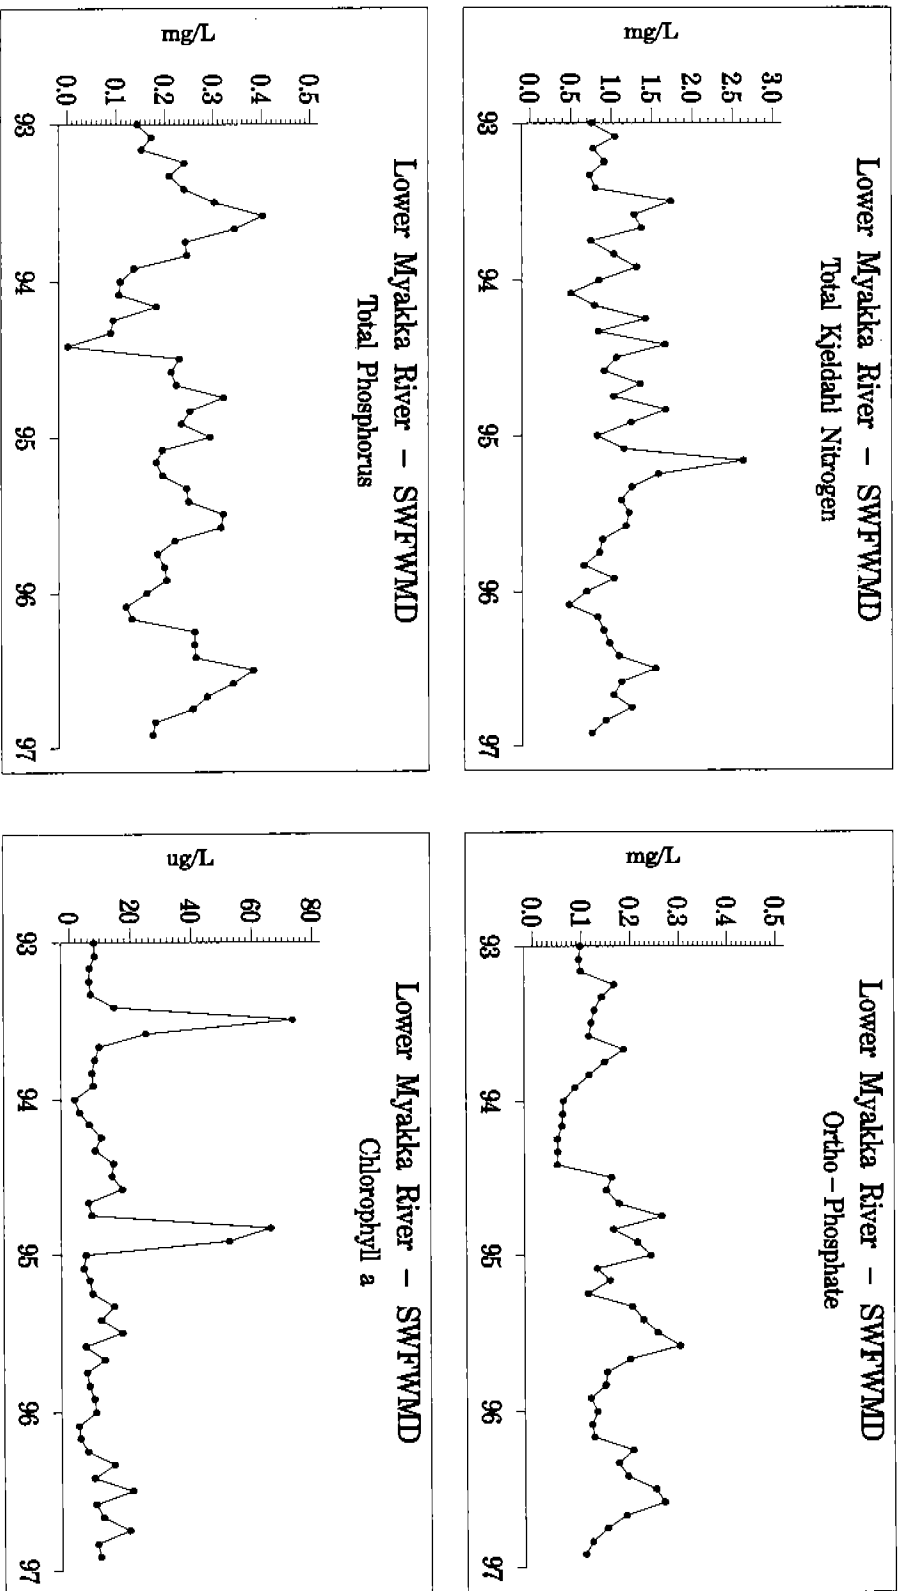 Lower Myakka River – SWFWMD
Total Kjeldahl Nitrogen
mg/L
3.0
2.5
2.0
1.5
1.0
0.5
0.0
93 94 95 96 97
Lower Myakka River – SWFWMD
Ortho-Phosphate
mg/L
0.5
0.4
0.3
0.2
0.1
0.0
93 94 95 96 97
Lower Myakka River – SWFWMD
Total Phosphorus
mg/L
0.5
0.4
0.3
0.2
0.1
0.0
93 94 95 96 97
Lower Myakka River – SWFWMD
Chlorophyll a
ug/L
80
60
40
20
0
93 94 95 96 97